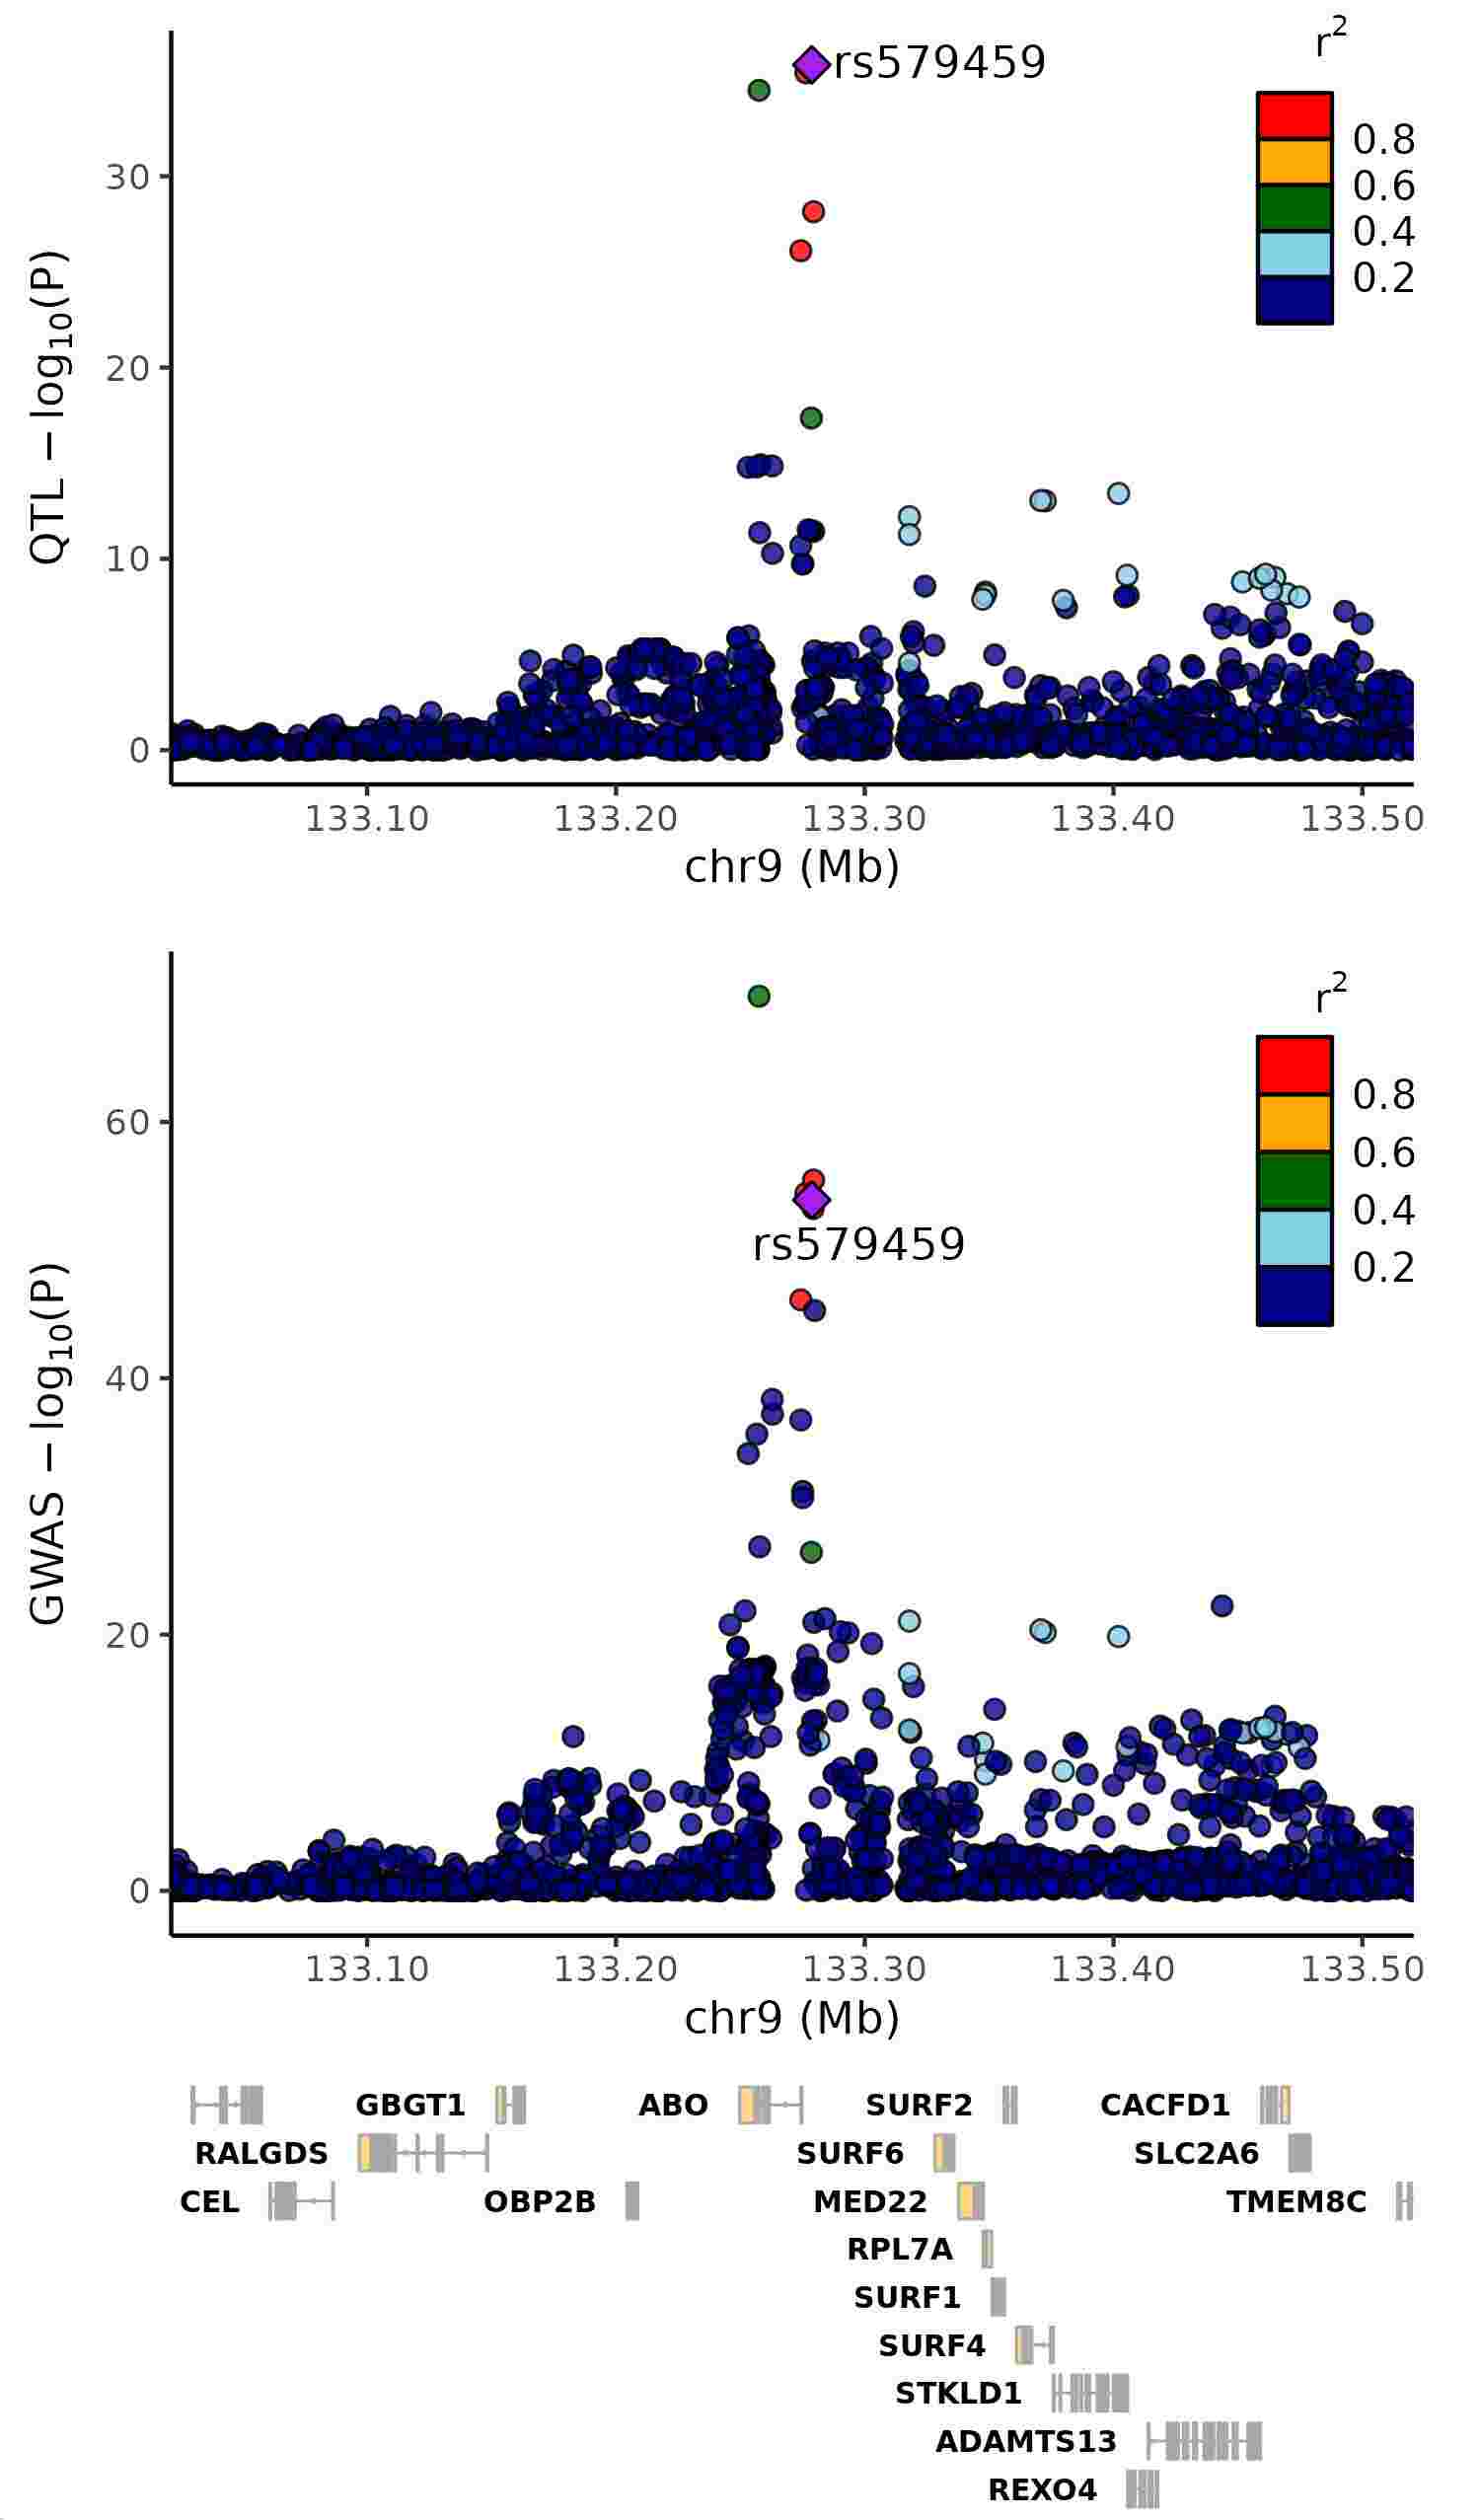 r²
rs579459
0.8
0.6
0.4
0.2
30
20
10
0
QTL −log₁₀(P)
133.10 133.20 133.30 133.40 133.50
chr9 (Mb)
r²
0.8
0.6
0.4
0.2
60
40
20
0
rs579459
GWAS −log₁₀(P)
133.10 133.20 133.30 133.40 133.50
chr9 (Mb)
GBGT1 ABO SURF2 CACFD1
RALGDS SURF6 SLC2A6
CEL OBP2B MED22 TMEM8C
RPL7A
SURF1
SURF4
STKLD1
ADAMTS13
REXO4